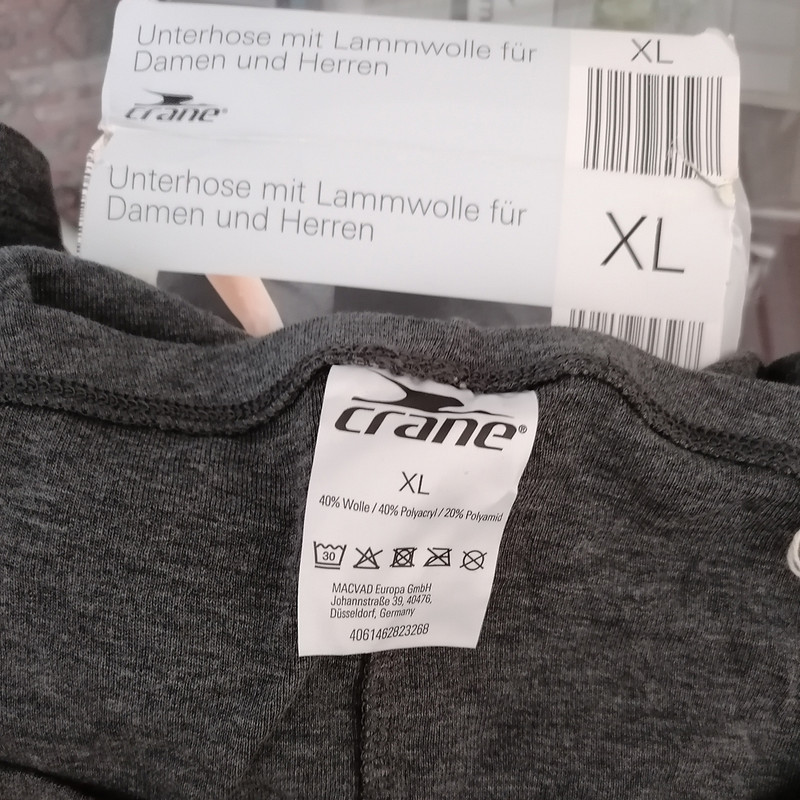 Unterhose mit Lammwolle für
Damen und Herren
XL
crane®
Unterhose mit Lammwolle für
Damen und Herren
XL
crane®
XL
40% Wolle / 40% Polyacryl / 20% Polyamid
30
MACVAD Europa GmbH
Johannstraße 39, 40476,
Düsseldorf, Germany
4061462823268